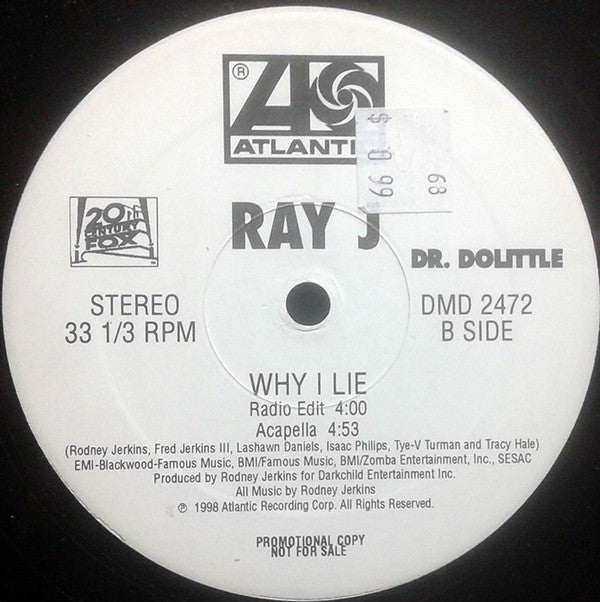 ®
ATLANTI
$ 10 99
68
RAY J
20TH
CENTURY
FOX
DR. DOLITTLE
STEREO
33 1/3 RPM
DMD 2472
B SIDE
WHY I LIE
Radio Edit 4:00
Acapella 4:53
(Rodney Jerkins, Fred Jerkins III, Lashawn Daniels, Isaac Philips, Tye-V Turman and Tracy Hale)
EMI-Blackwood-Famous Music, BMI/Famous Music, BMI/Zomba Entertainment, Inc., SESAC
Produced by Rodney Jerkins for Darkchild Entertainment Inc.
All Music by Rodney Jerkins
℗ 1998 Atlantic Recording Corp. All Rights Reserved.
PROMOTIONAL COPY
NOT FOR SALE